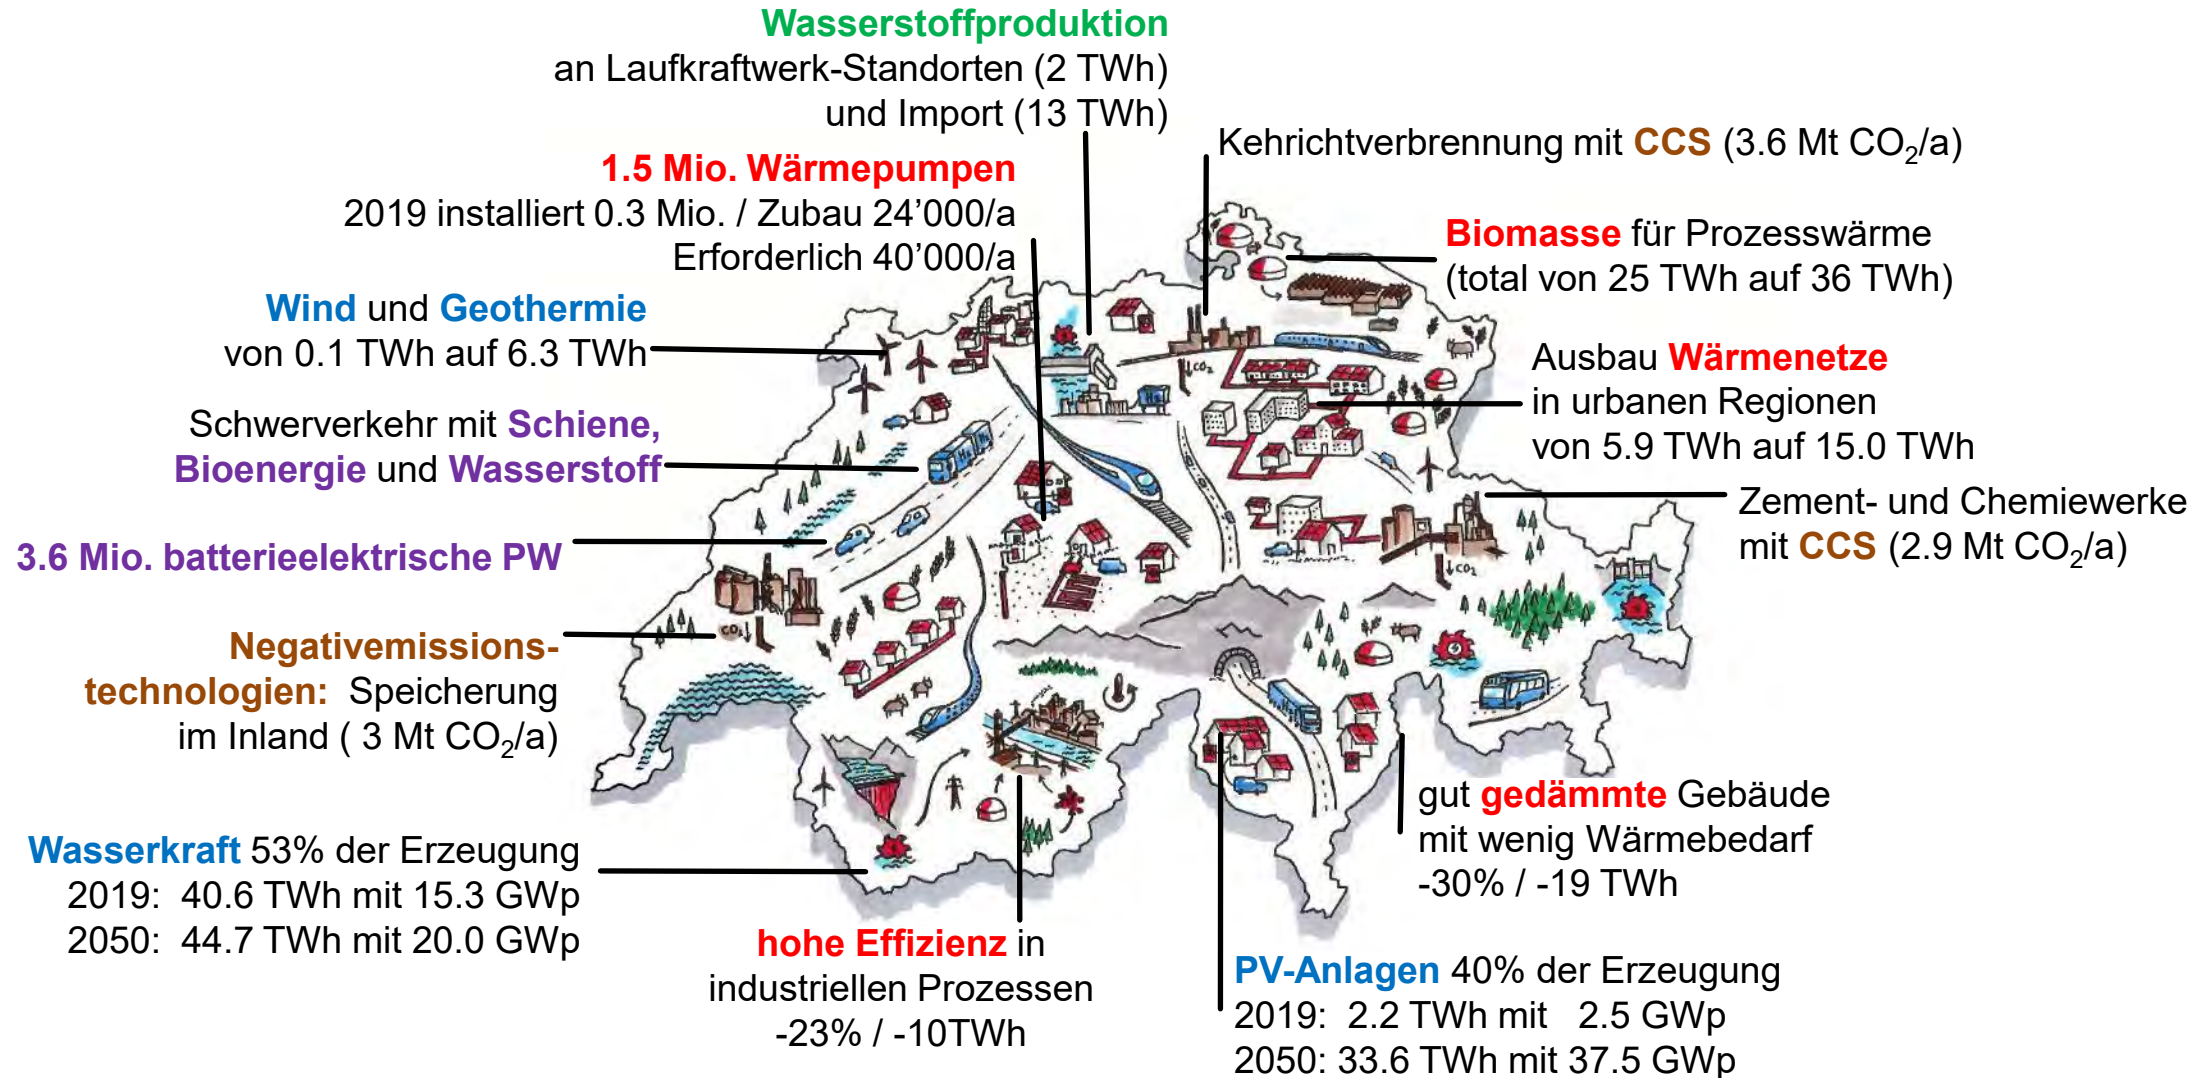 Wasserstoffproduktion
an Laufkraftwerk-Standorten (2 TWh)
und Import (13 TWh)
Kehrichtverbrennung mit CCS (3.6 Mt CO₂/a)
1.5 Mio. Wärmepumpen
2019 installiert 0.3 Mio. / Zubau 24’000/a
Erforderlich 40’000/a
Biomasse für Prozesswärme
(total von 25 TWh auf 36 TWh)
Wind und Geothermie
von 0.1 TWh auf 6.3 TWh
Ausbau Wärmenetze
in urbanen Regionen
von 5.9 TWh auf 15.0 TWh
Schwerverkehr mit Schiene,
Bioenergie und Wasserstoff
Zement- und Chemiewerke
mit CCS (2.9 Mt CO₂/a)
3.6 Mio. batterieelektrische PW
Negativemissions-
technologien: Speicherung
im Inland ( 3 Mt CO₂/a)
gut gedämmte Gebäude
mit wenig Wärmebedarf
-30% / -19 TWh
Wasserkraft 53% der Erzeugung
2019: 40.6 TWh mit 15.3 GWp
2050: 44.7 TWh mit 20.0 GWp
hohe Effizienz in
industriellen Prozessen
-23% / -10TWh
PV-Anlagen 40% der Erzeugung
2019: 2.2 TWh mit 2.5 GWp
2050: 33.6 TWh mit 37.5 GWp
CO₂
CO₂
CO₂